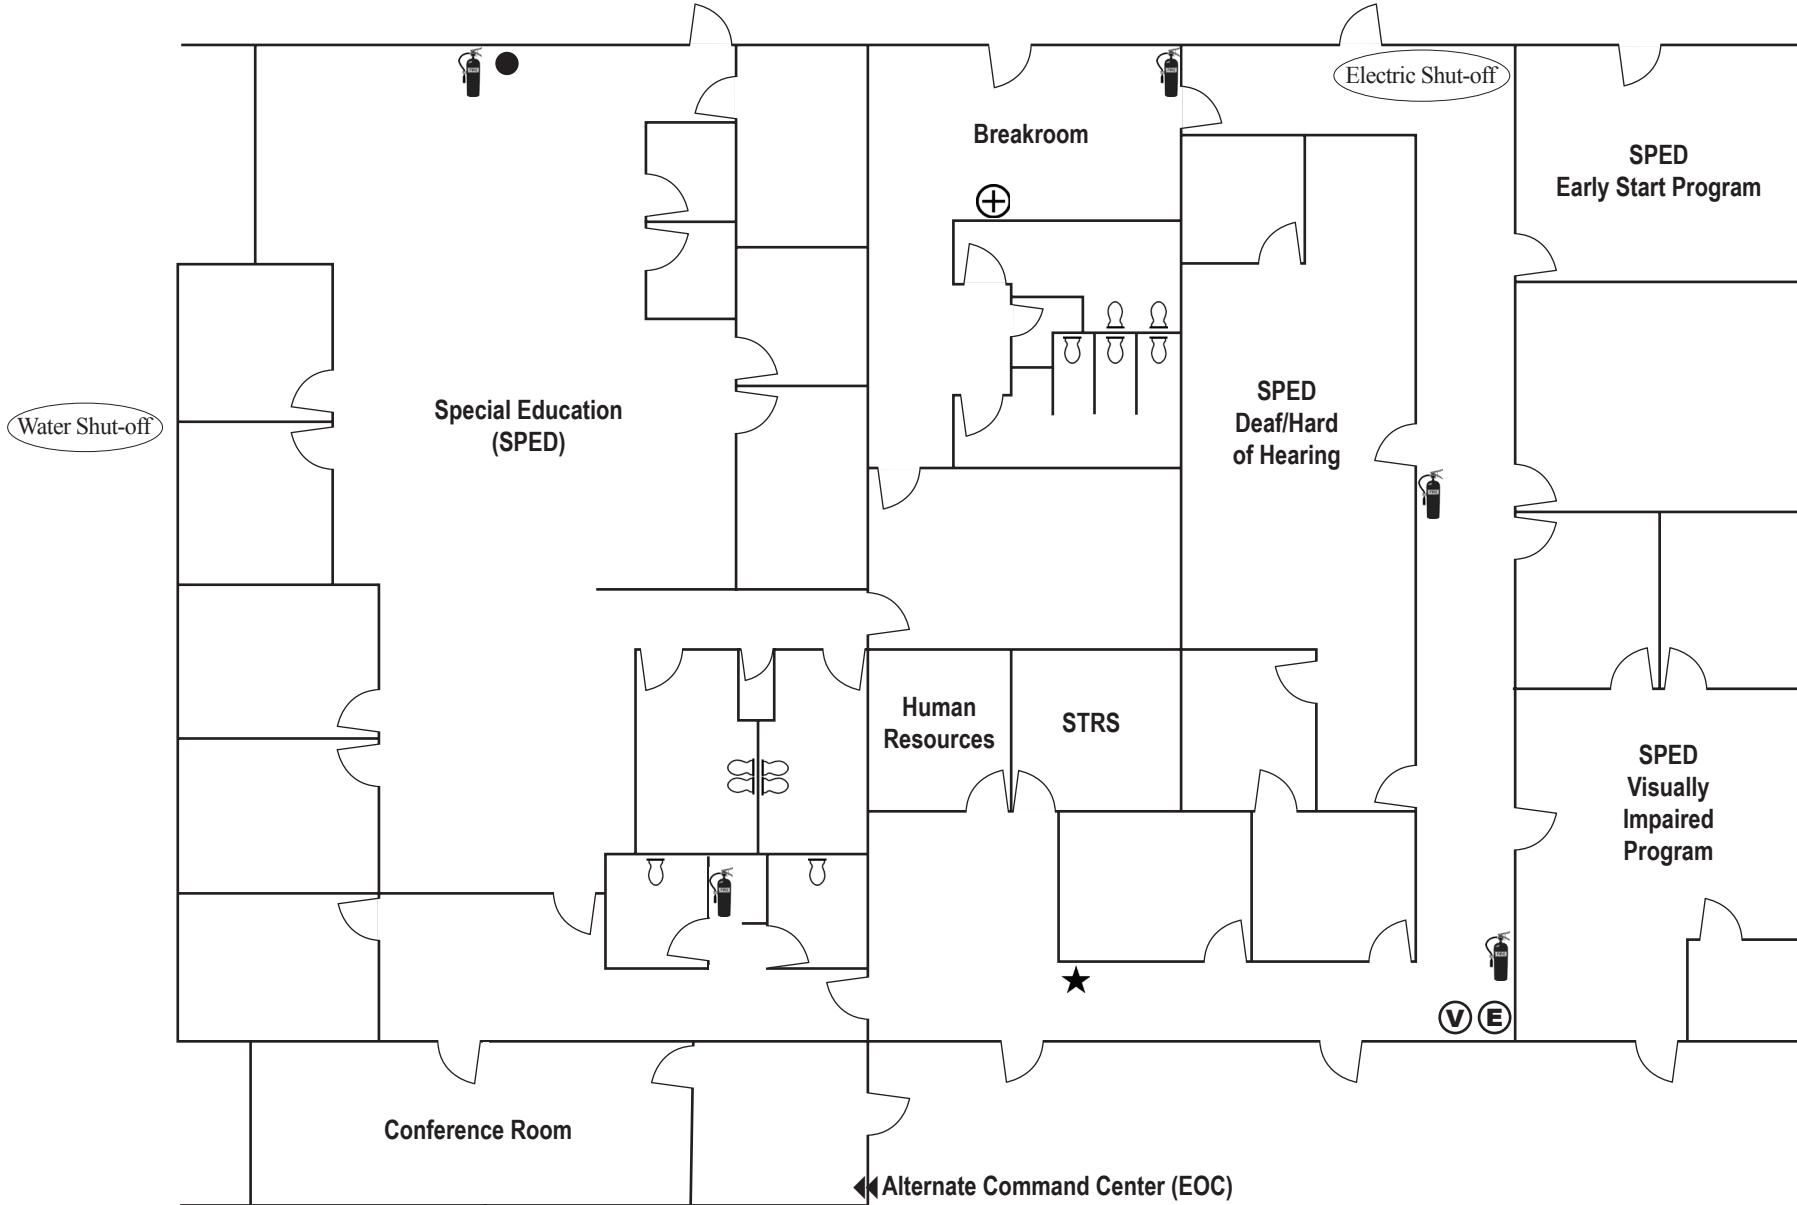 Electric Shut-off
Breakroom
SPED
Early Start Program
Water Shut-off
Special Education
(SPED)
SPED
Deaf/Hard
of Hearing
Human
Resources
STRS
SPED
Visually
Impaired
Program
V E
Conference Room
Alternate Command Center (EOC)